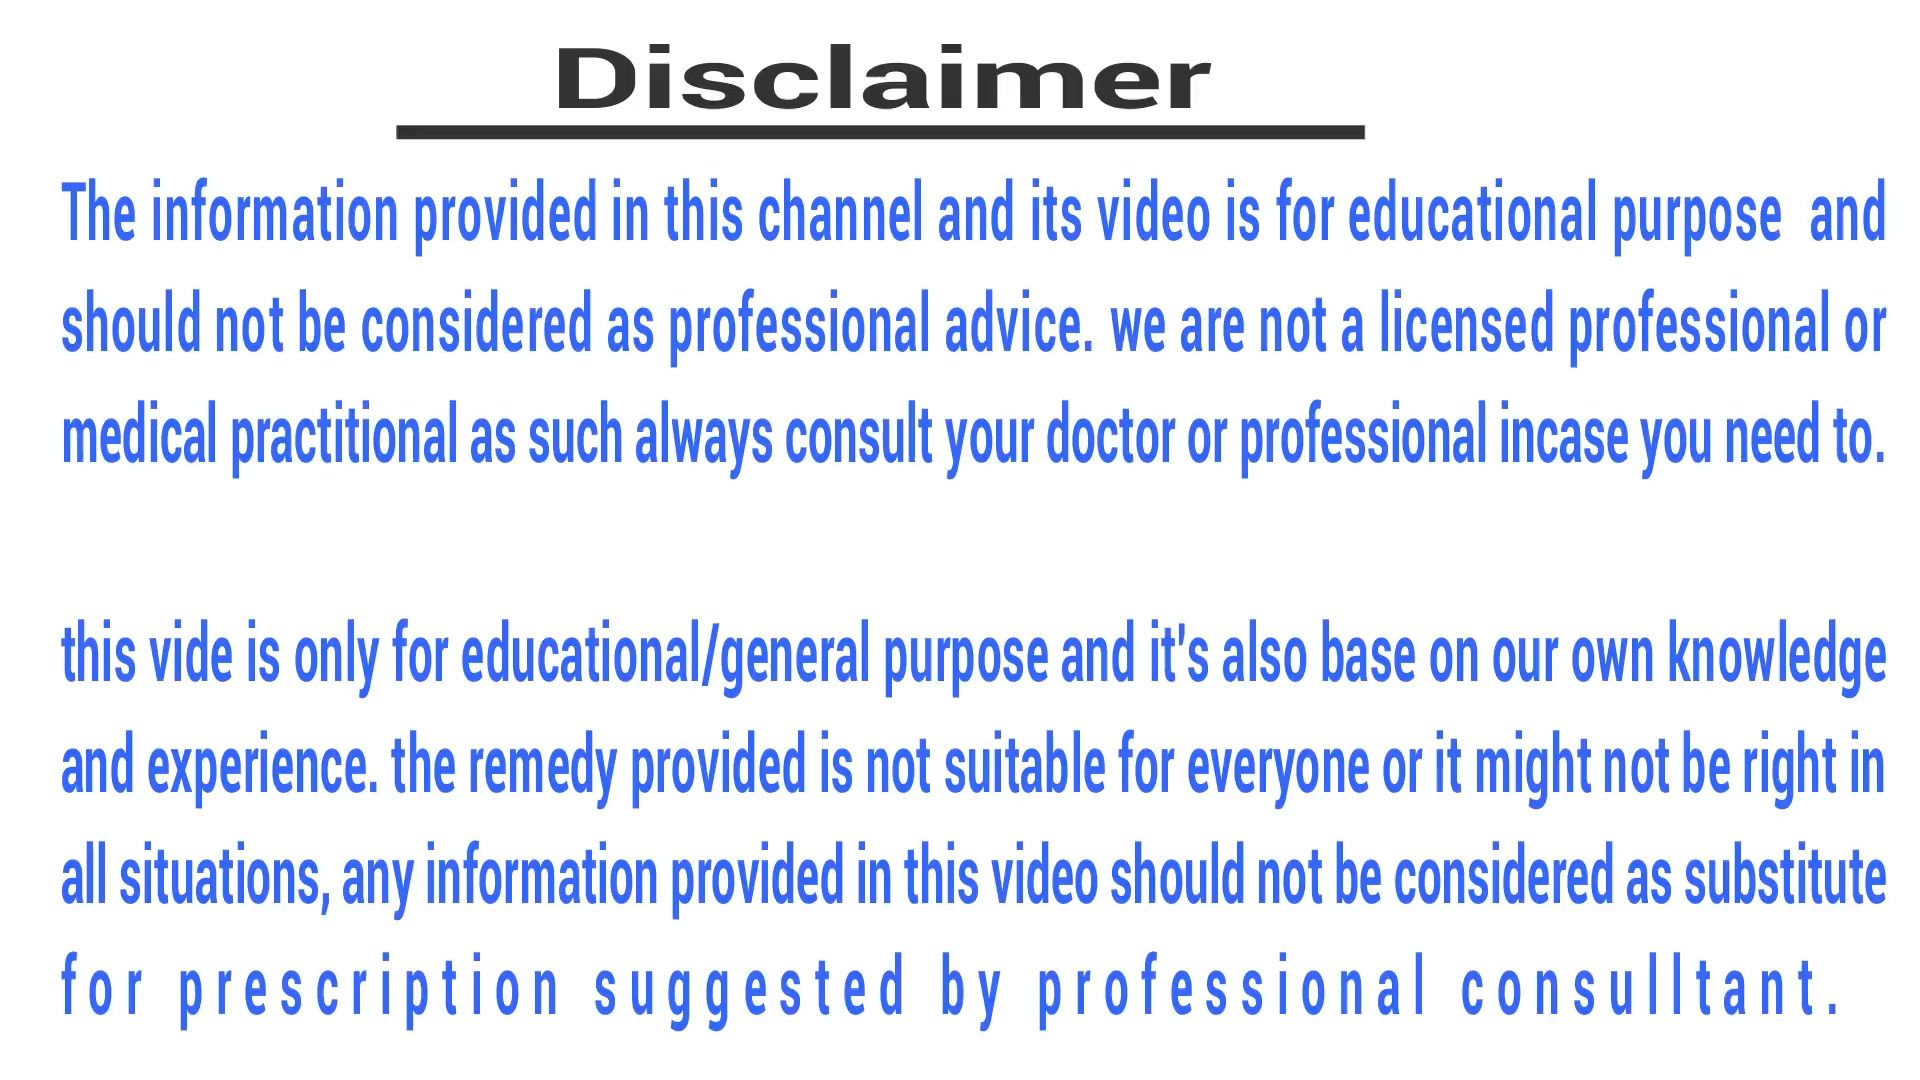 Disclaimer
The information provided in this channel and its video is for educational purpose  and
should not be considered as professional advice. we are not a licensed professional or
medical practitional as such always consult your doctor or professional incase you need to.
this vide is only for educational/general purpose and it's also base on our own knowledge
and experience. the remedy provided is not suitable for everyone or it might not be right in
all situations, any information provided in this video should not be considered as substitute
for prescription suggested by professional consulltant.